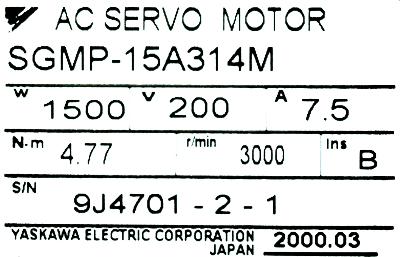 AC SERVO MOTOR
SGMP-15A314M
W 1500 V 200 A 7.5
N·m 4.77 r/min 3000 Ins B
S/N 9J4701 - 2 - 1
YASKAWA ELECTRIC CORPORATION 2000.03
JAPAN